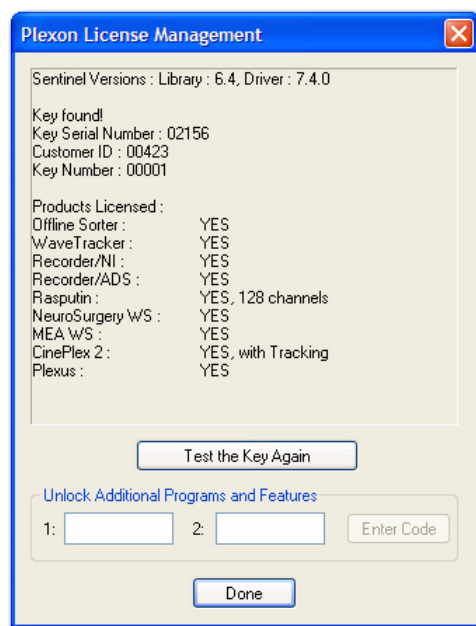 Plexon License Management
Sentinel Versions : Library : 6.4, Driver : 7.4.0
Key found!
Key Serial Number : 02156
Customer ID : 00423
Key Number : 00001
Products Licensed :
Offline Sorter : YES
WaveTracker : YES
Recorder/NI : YES
Recorder/ADS : YES
Rasputin : YES, 128 channels
NeuroSurgery WS : YES
MEA WS : YES
CinePlex 2 : YES, with Tracking
Plexus : YES
Test the Key Again
Unlock Additional Programs and Features
1: 2: Enter Code
Done